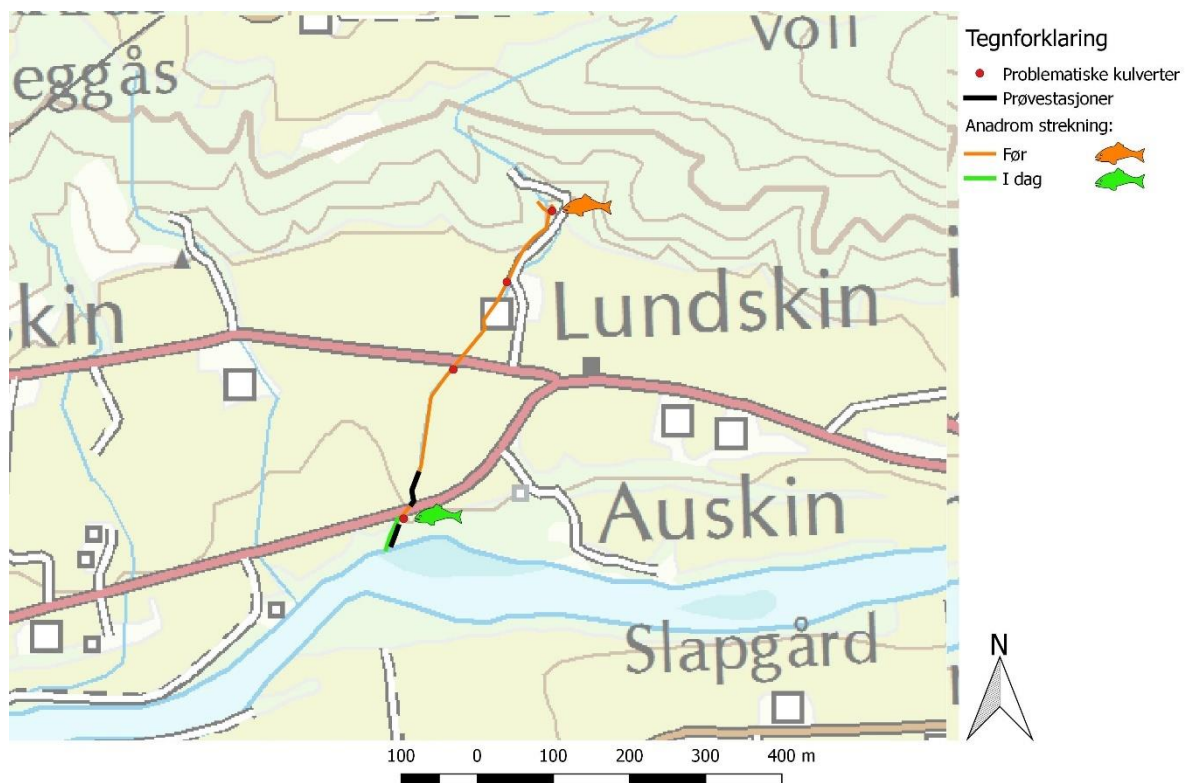 eggås
Voll
skin
Lundskin
Auskin
Slapgård
Tegnforklaring
Problematiske kulverter
Prøvestasjoner
Anadrom strekning:
Før
I dag
N
100 0 100 200 300 400 m